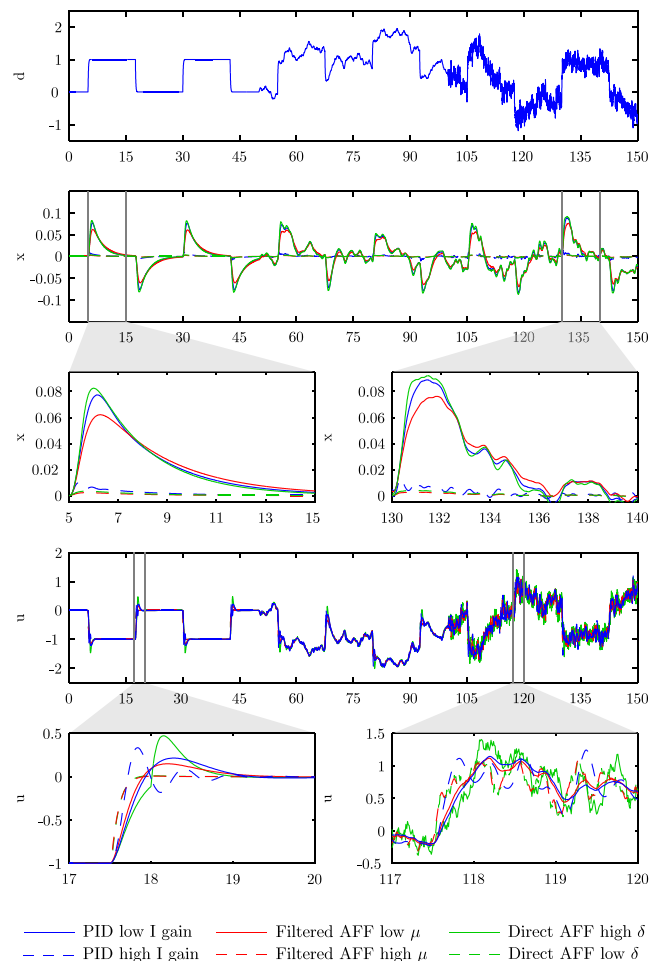 2
1
0
-1
d
0 15 30 45 60 75 90 105 120 135 150
0.1
0.05
0
−0.05
−0.1
x
0 15 30 45 60 75 90 105 120 130 140 150
0.08
0.06
0.04
0.02
0
x
5 7 9 11 13 15
0.08
0.06
0.04
0.02
0
x
130 132 134 136 138 140
2
1
0
-1
-2
u
0 15 30 45 60 75 90 105 120 135 150
0.5
0
-0.5
-1
u
17 18 19 20
1.5
1
0.5
0
-0.5
u
117 118 119 120
PID low I gain Filtered AFF low μ Direct AFF high δ
PID high I gain Filtered AFF high μ Direct AFF low δ